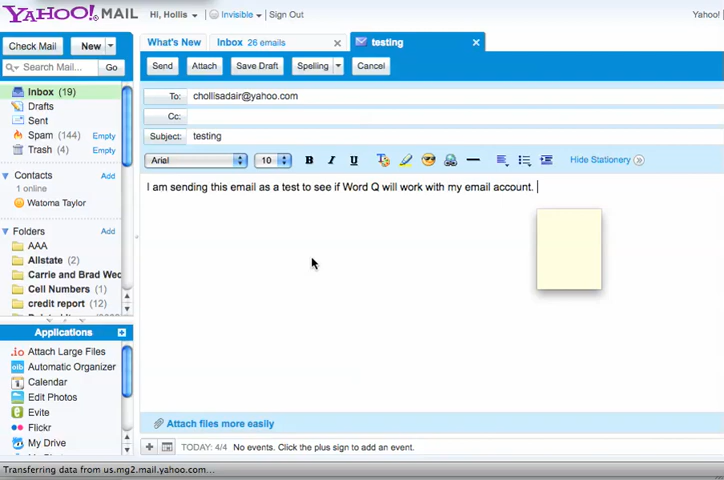 YAHOO! MAIL Hi, Hollis Invisible Sign Out Yahoo!
Check Mail New
What's New Inbox 26 emails testing
Search Mail... Go
Send Attach Save Draft Spelling Cancel
Inbox (19)
Drafts
Sent
Spam (144) Empty
Trash (4) Empty
Contacts Add
1 online
Watoma Taylor
Folders Add
AAA
Allstate (2)
Carrie and Brad Wed
Cell Numbers (1)
credit report (12)
Applications
.io Attach Large Files
oib Automatic Organizer
Calendar
Edit Photos
Evite
Flickr
My Drive
To: chollisadair@yahoo.com
Cc:
Subject: testing
Arial 10 B I U Hide Stationery
I am sending this email as a test to see if Word Q will work with my email account.
Attach files more easily
TODAY: 4/4 No events. Click the plus sign to add an event.
Transferring data from us.mg2.mail.yahoo.com...